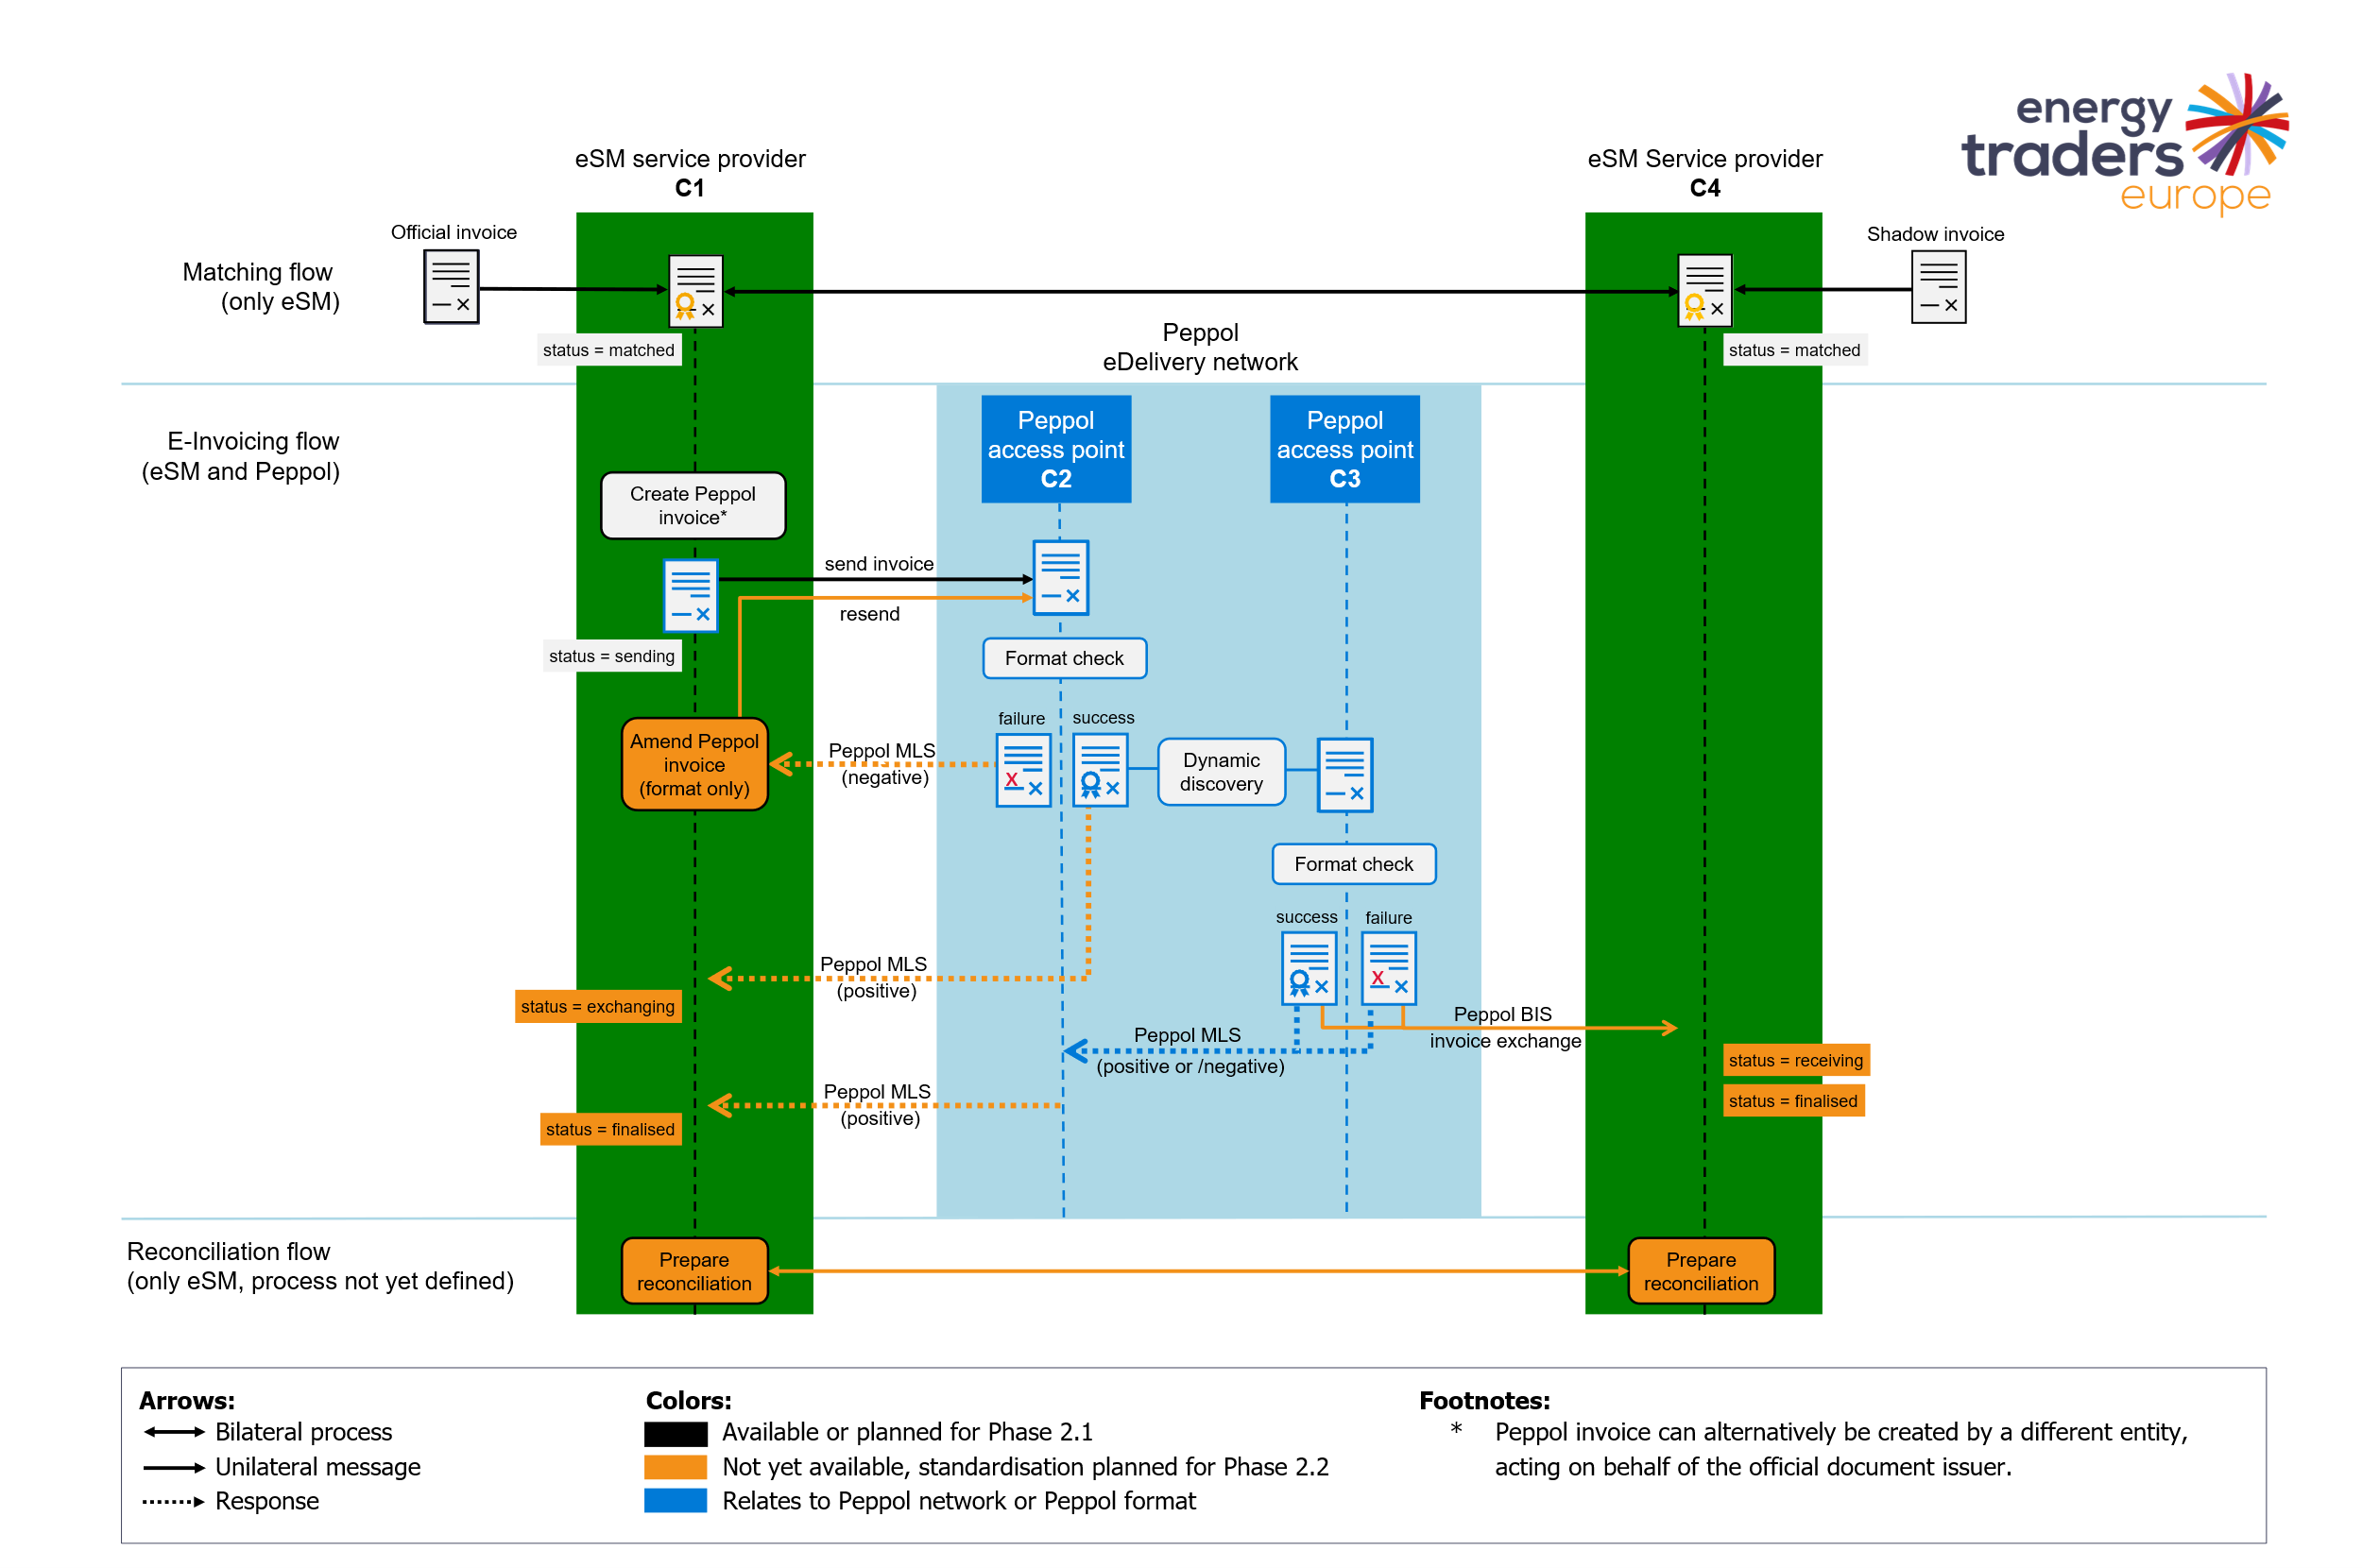 energy
traders
europe
eSM service provider
C1
eSM Service provider
C4
Official invoice
Shadow invoice
Matching flow
(only eSM)
status = matched
status = matched
Peppol
eDelivery network
E-Invoicing flow
(eSM and Peppol)
Peppol
access point
C2
Peppol
access point
C3
Create Peppol
invoice*
send invoice
resend
status = sending
Format check
failure
success
Amend Peppol
invoice
(format only)
Peppol MLS
(negative)
Dynamic
discovery
Format check
success
failure
Peppol MLS
(positive)
status = exchanging
Peppol BIS
invoice exchange
Peppol MLS
(positive or /negative)
status = receiving
status = finalised
Peppol MLS
(positive)
status = finalised
Reconciliation flow
(only eSM, process not yet defined)
Prepare
reconciliation
Prepare
reconciliation
Arrows:
Bilateral process
Unilateral message
Response
Colors:
Available or planned for Phase 2.1
Not yet available, standardisation planned for Phase 2.2
Relates to Peppol network or Peppol format
Footnotes:
* Peppol invoice can alternatively be created by a different entity,
acting on behalf of the official document issuer.